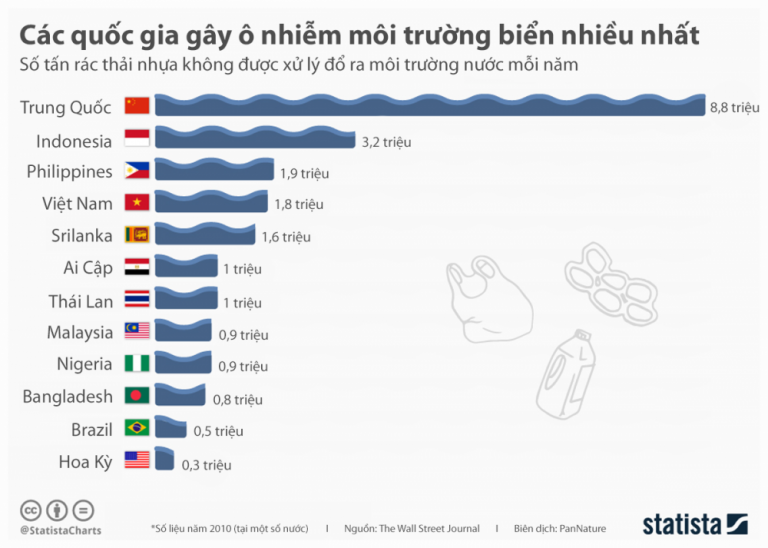 Các quốc gia gây ô nhiễm môi trường biển nhiều nhất
Số tấn rác thải nhựa không được xử lý đổ ra môi trường nước mỗi năm
Trung Quốc 8,8 triệu
Indonesia 3,2 triệu
Philippines 1,9 triệu
Việt Nam 1,8 triệu
Srilanka 1,6 triệu
Ai Cập 1 triệu
Thái Lan 1 triệu
Malaysia 0,9 triệu
Nigeria 0,9 triệu
Bangladesh 0,8 triệu
Brazil 0,5 triệu
Hoa Kỳ 0,3 triệu
@StatistaCharts *Số liệu năm 2010 (tại một số nước) I Nguồn: The Wall Street Journal I Biên dịch: PanNature statista